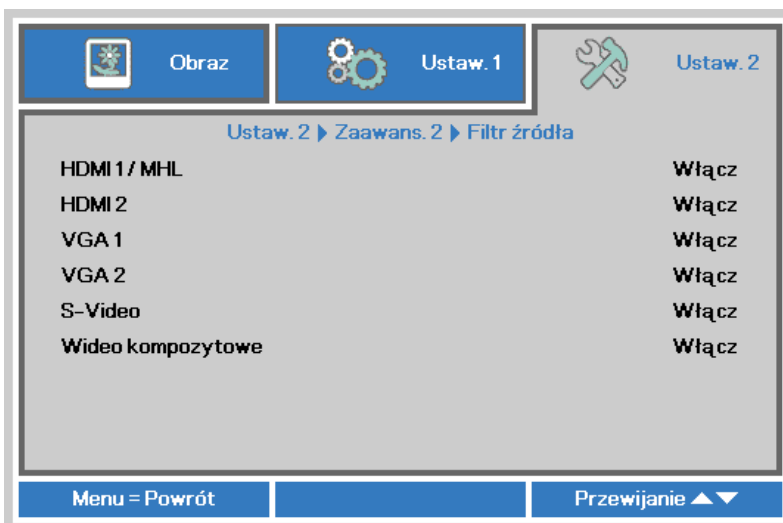 Obraz
Ustaw. 1
Ustaw. 2
Ustaw. 2 ▶ Zaawans. 2 ▶ Filtr źródła
HDMI 1 / MHL Włącz
HDMI 2 Włącz
VGA 1 Włącz
VGA 2 Włącz
S-Video Włącz
Wideo kompozytowe Włącz
Menu = Powrót
Przewijanie ▲▼